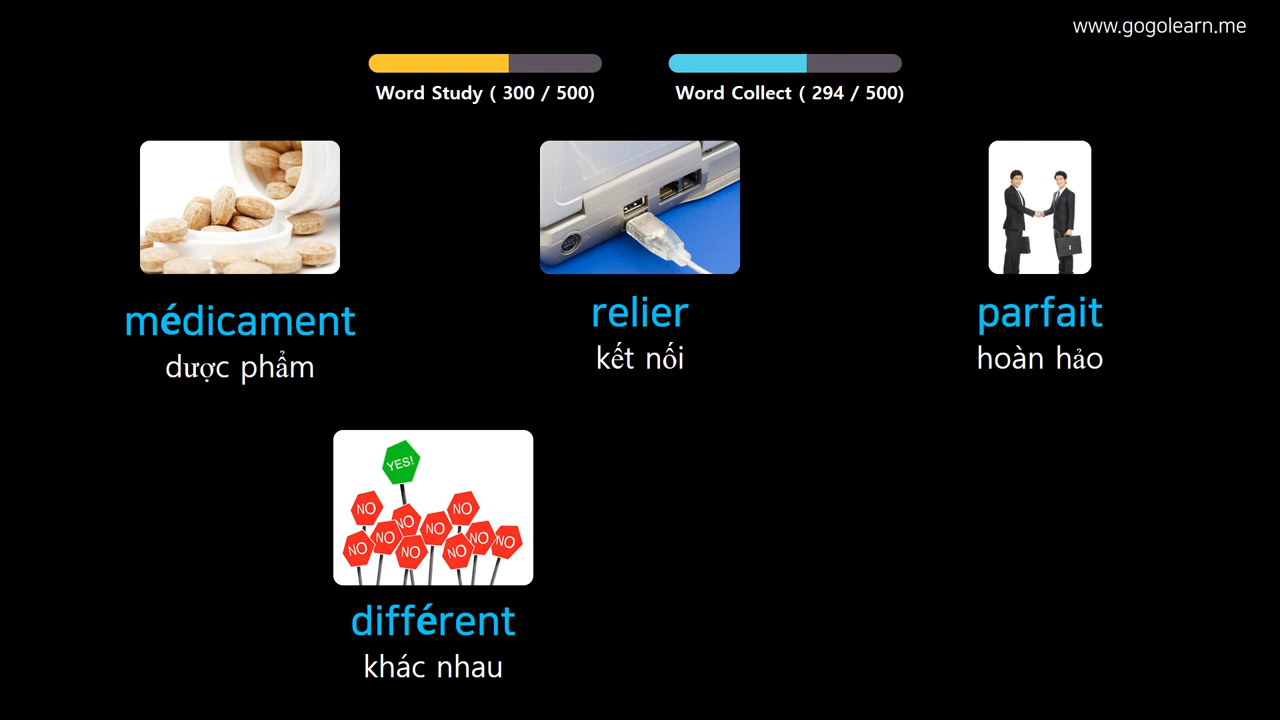 www.gogolearn.me
Word Study ( 300 / 500)
Word Collect ( 294 / 500)
médicament
dược phẩm
relier
kết nối
parfait
hoàn hảo
YES!
NO
NO
NO
NO
NO
NO
NO
NO
NO
NO
différent
khác nhau